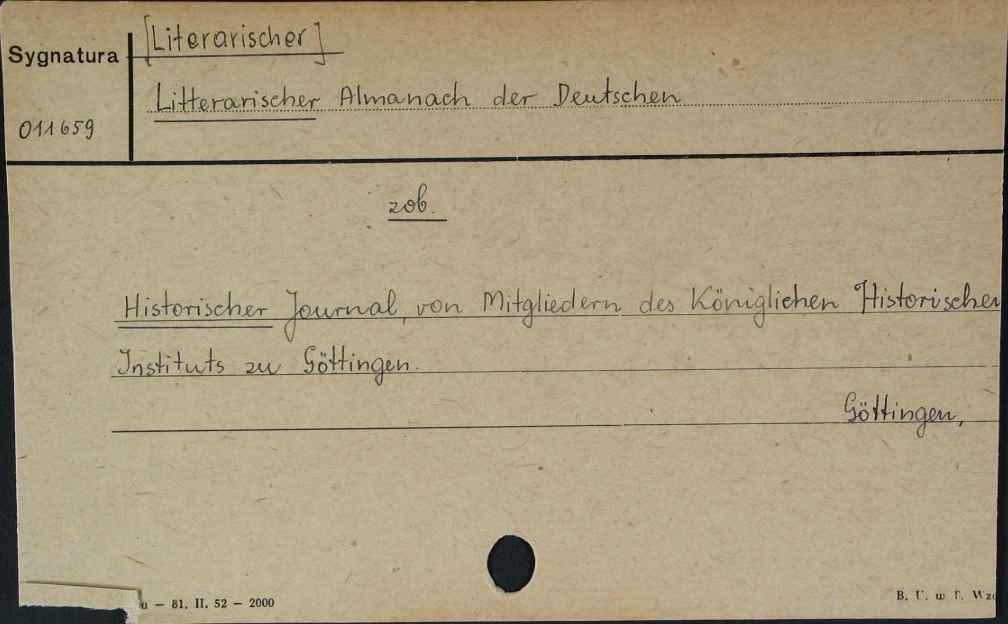 [Literarischer]
Sygnatura
Litterarischer Almanach der Deutschen
011659
zob.
Historischer Journal, von Mitgliedern des Königlichen Historischen
Instituts zu Göttingen.
Göttingen,
– 81. II. 52 – 2000
B. U. w